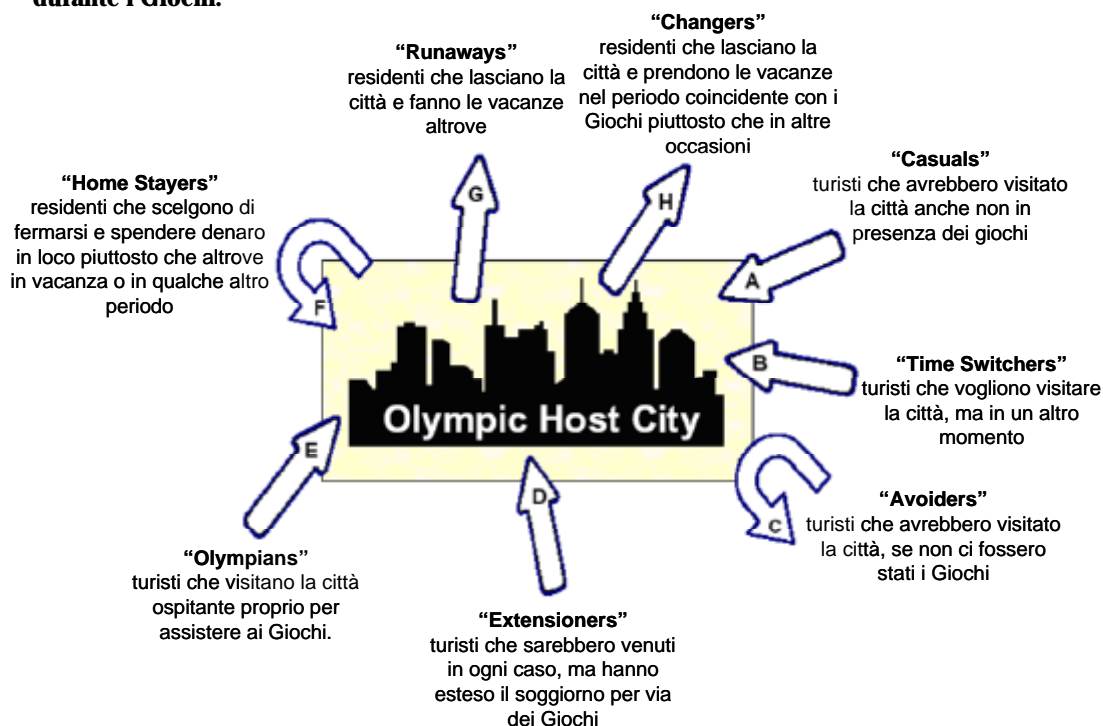 durante i Giochi.
“Changers”
residenti che lasciano la
città e prendono le vacanze
nel periodo coincidente con i
Giochi piuttosto che in altre
occasioni
“Runaways”
residenti che lasciano la
città e fanno le vacanze
altrove
“Casuals”
turisti che avrebbero visitato
la città anche non in
presenza dei giochi
“Home Stayers”
residenti che scelgono di
fermarsi e spendere denaro
in loco piuttosto che altrove
in vacanza o in qualche altro
periodo
G
H
A
F
B
“Time Switchers”
turisti che vogliono visitare
la città, ma in un altro
momento
Olympic Host City
E
D
C
“Avoiders”
turisti che avrebbero visitato
la città, se non ci fossero
stati i Giochi
“Olympians”
turisti che visitano la città
ospitante proprio per
assistere ai Giochi.
“Extensioners”
turisti che sarebbero venuti
in ogni caso, ma hanno
esteso il soggiorno per via
dei Giochi